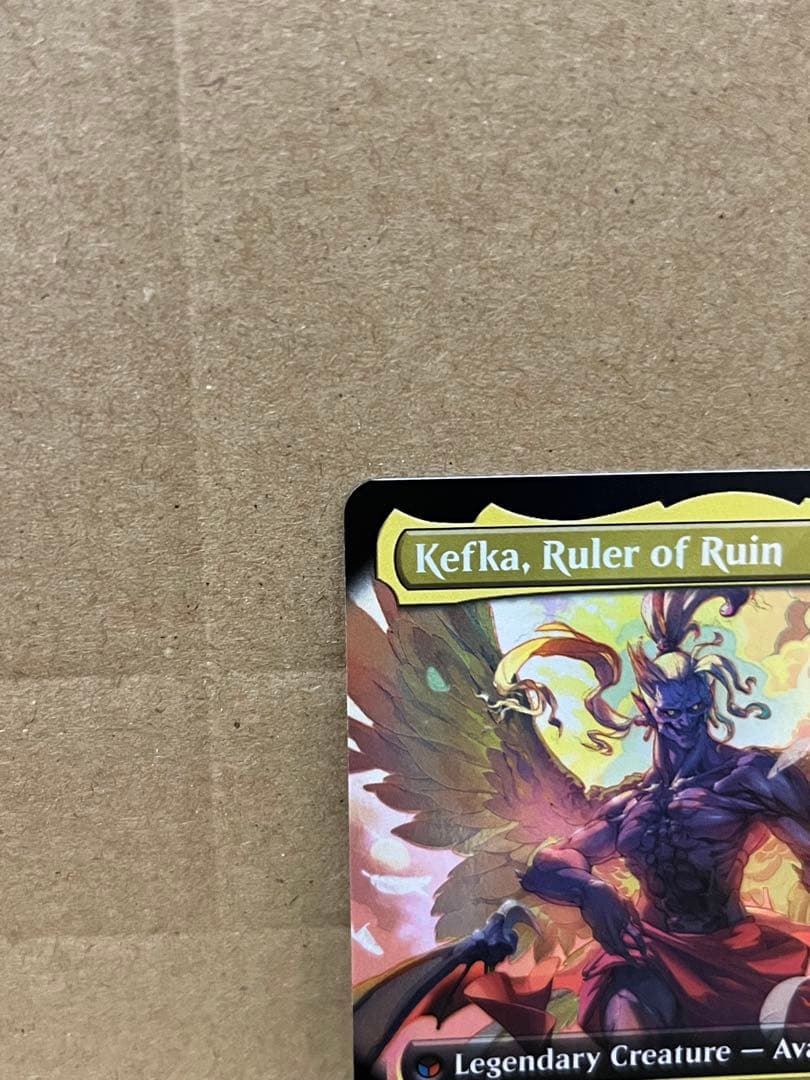 Kefka, Ruler of Ruin
Legendary Creature — Ava